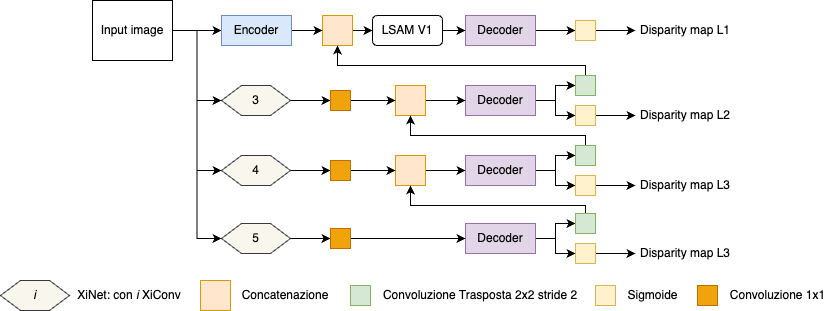 Input image
Encoder
LSAM V1
Decoder
Disparity map L1
3
Decoder
Disparity map L2
4
Decoder
Disparity map L3
5
Decoder
Disparity map L3
i
XiNet: con i XiConv
Concatenazione
Convoluzione Trasposta 2x2 stride 2
Sigmoide
Convoluzione 1x1